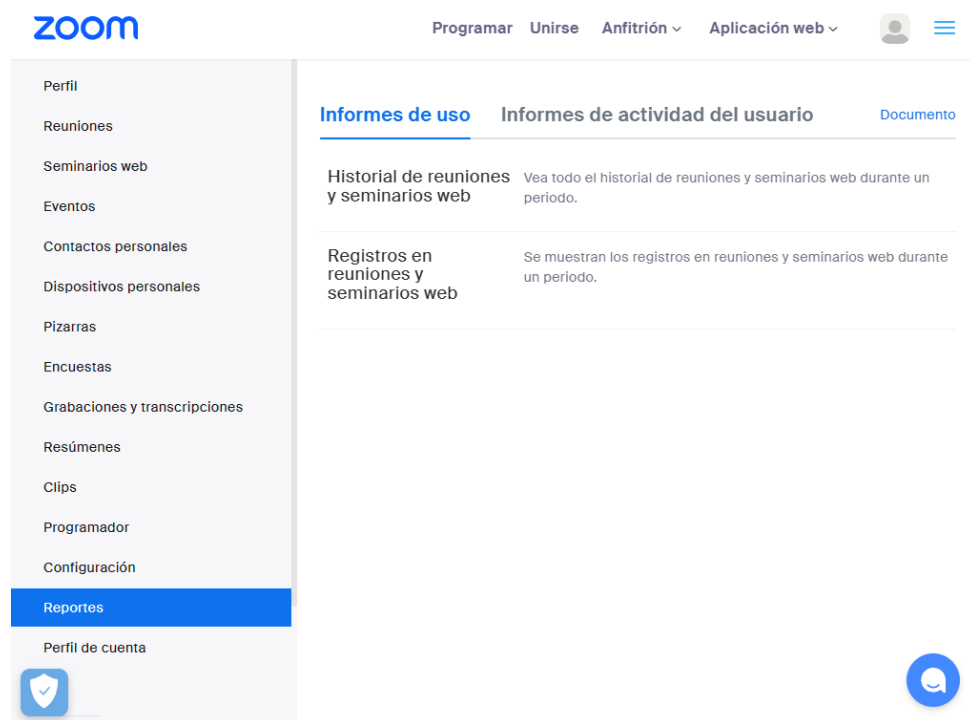 zoom
Programar Unirse Anfitrión Aplicación web
Perfil
Reuniones
Seminarios web
Eventos
Contactos personales
Dispositivos personales
Pizarras
Encuestas
Grabaciones y transcripciones
Resúmenes
Clips
Programador
Configuración
Reportes
Perfil de cuenta
Informes de uso Informes de actividad del usuario Documento
Historial de reuniones
y seminarios web
Vea todo el historial de reuniones y seminarios web durante un
periodo.
Registros en
reuniones y
seminarios web
Se muestran los registros en reuniones y seminarios web durante
un periodo.